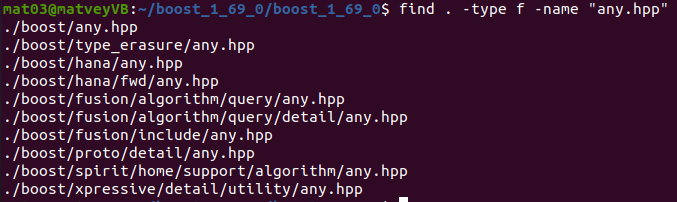 mat03@matveyVB:~/boost_1_69_0/boost_1_69_0$ find . -type f -name "any.hpp"
./boost/any.hpp
./boost/type_erasure/any.hpp
./boost/hana/any.hpp
./boost/hana/fwd/any.hpp
./boost/fusion/algorithm/query/any.hpp
./boost/fusion/algorithm/query/detail/any.hpp
./boost/fusion/include/any.hpp
./boost/proto/detail/any.hpp
./boost/spirit/home/support/algorithm/any.hpp
./boost/xpressive/detail/utility/any.hpp